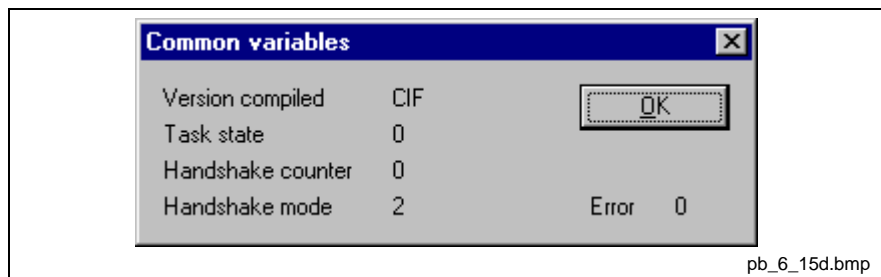 Common variables
Version compiled CIF
OK
Task state 0
Handshake counter 0
Handshake mode 2 Error 0
pb_6_15d.bmp